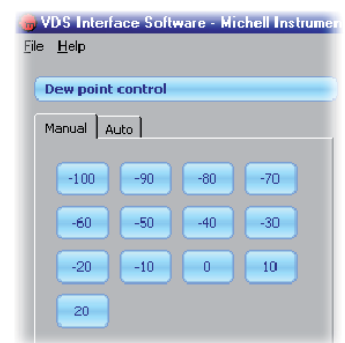 VDS Interface Software - Michell Instrumen
File Help
Dew point control
Manual Auto
-100 -90 -80 -70
-60 -50 -40 -30
-20 -10 0 10
20